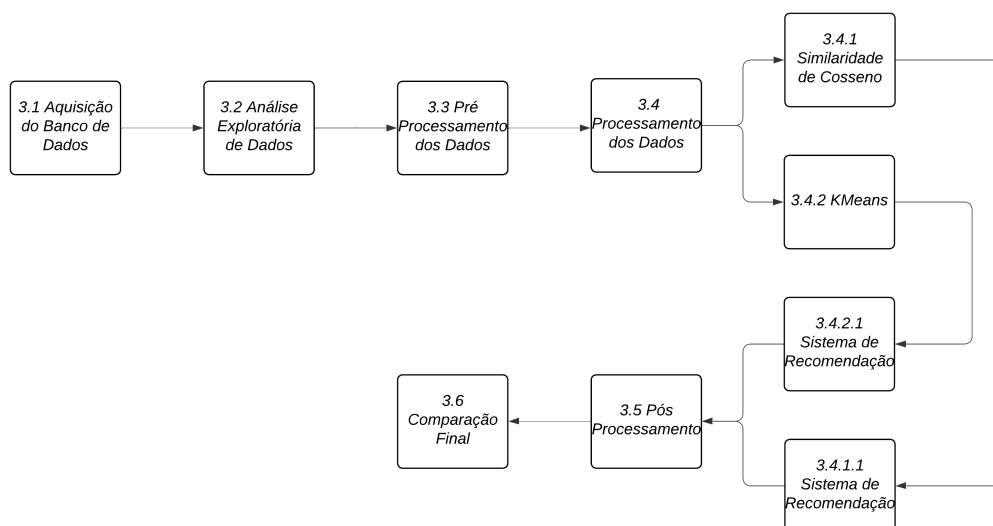 3.1 Aquisição
do Banco de
Dados
3.2 Análise
Exploratória
de Dados
3.3 Pré
Processamento
dos Dados
3.4
Processamento
dos Dados
3.4.1
Similaridade
de Cosseno
3.4.2 KMeans
3.4.2.1
Sistema de
Recomendação
3.4.1.1
Sistema de
Recomendação
3.5 Pós
Processamento
3.6
Comparação
Final